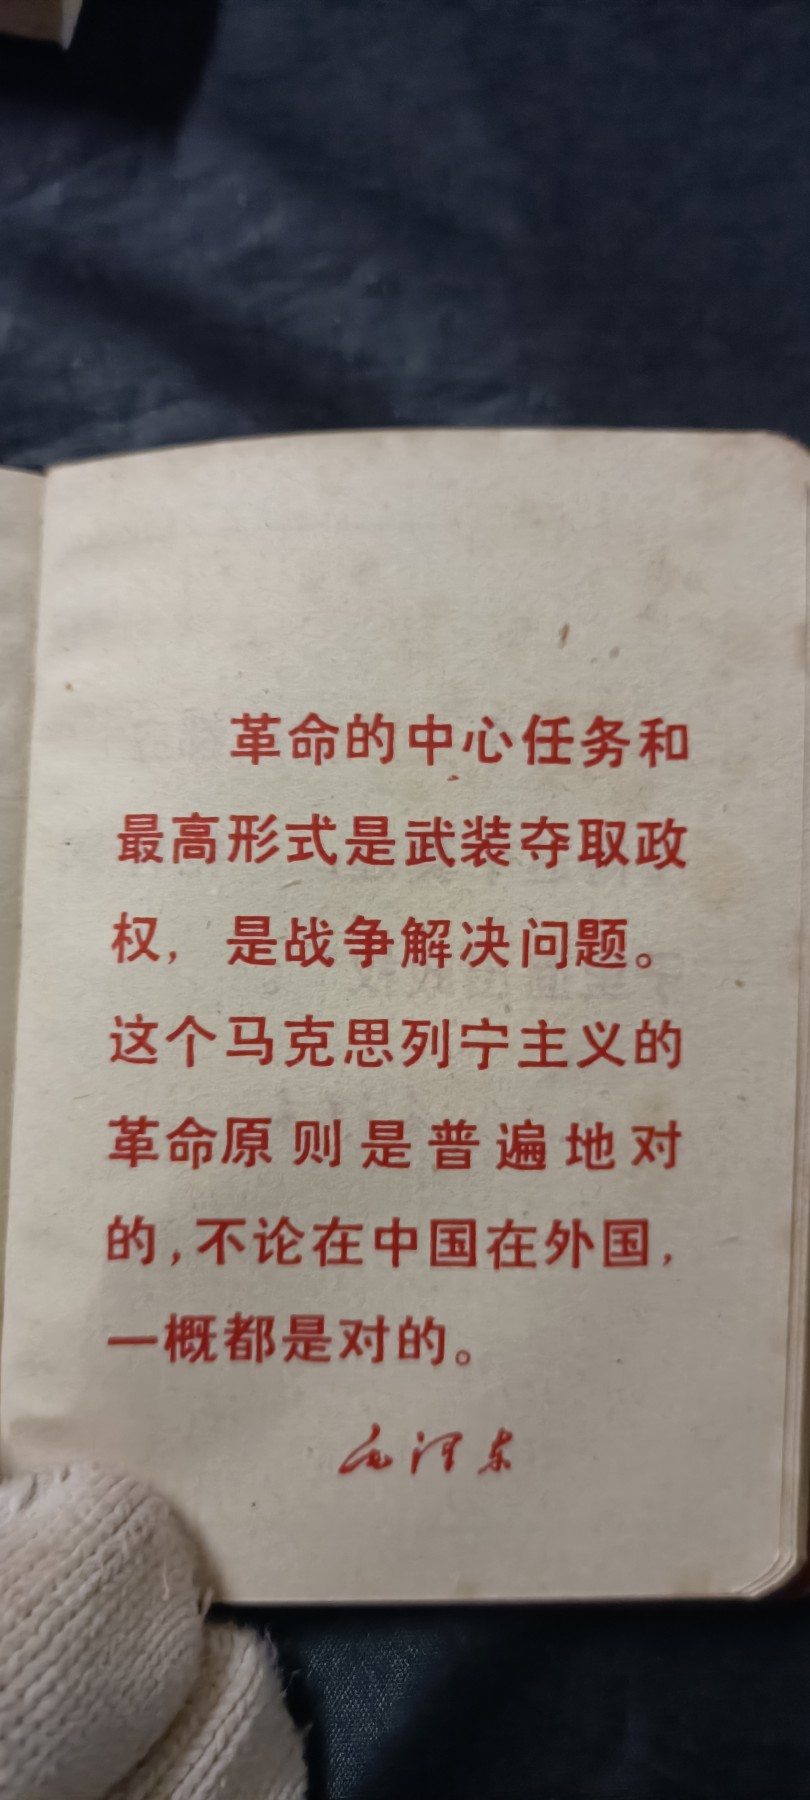 革命的中心任务和
最高形式是武装夺取政
权，是战争解决问题。
这个马克思列宁主义的
革命原则是普遍地对
的，不论在中国在外国，
一概都是对的。
毛泽东